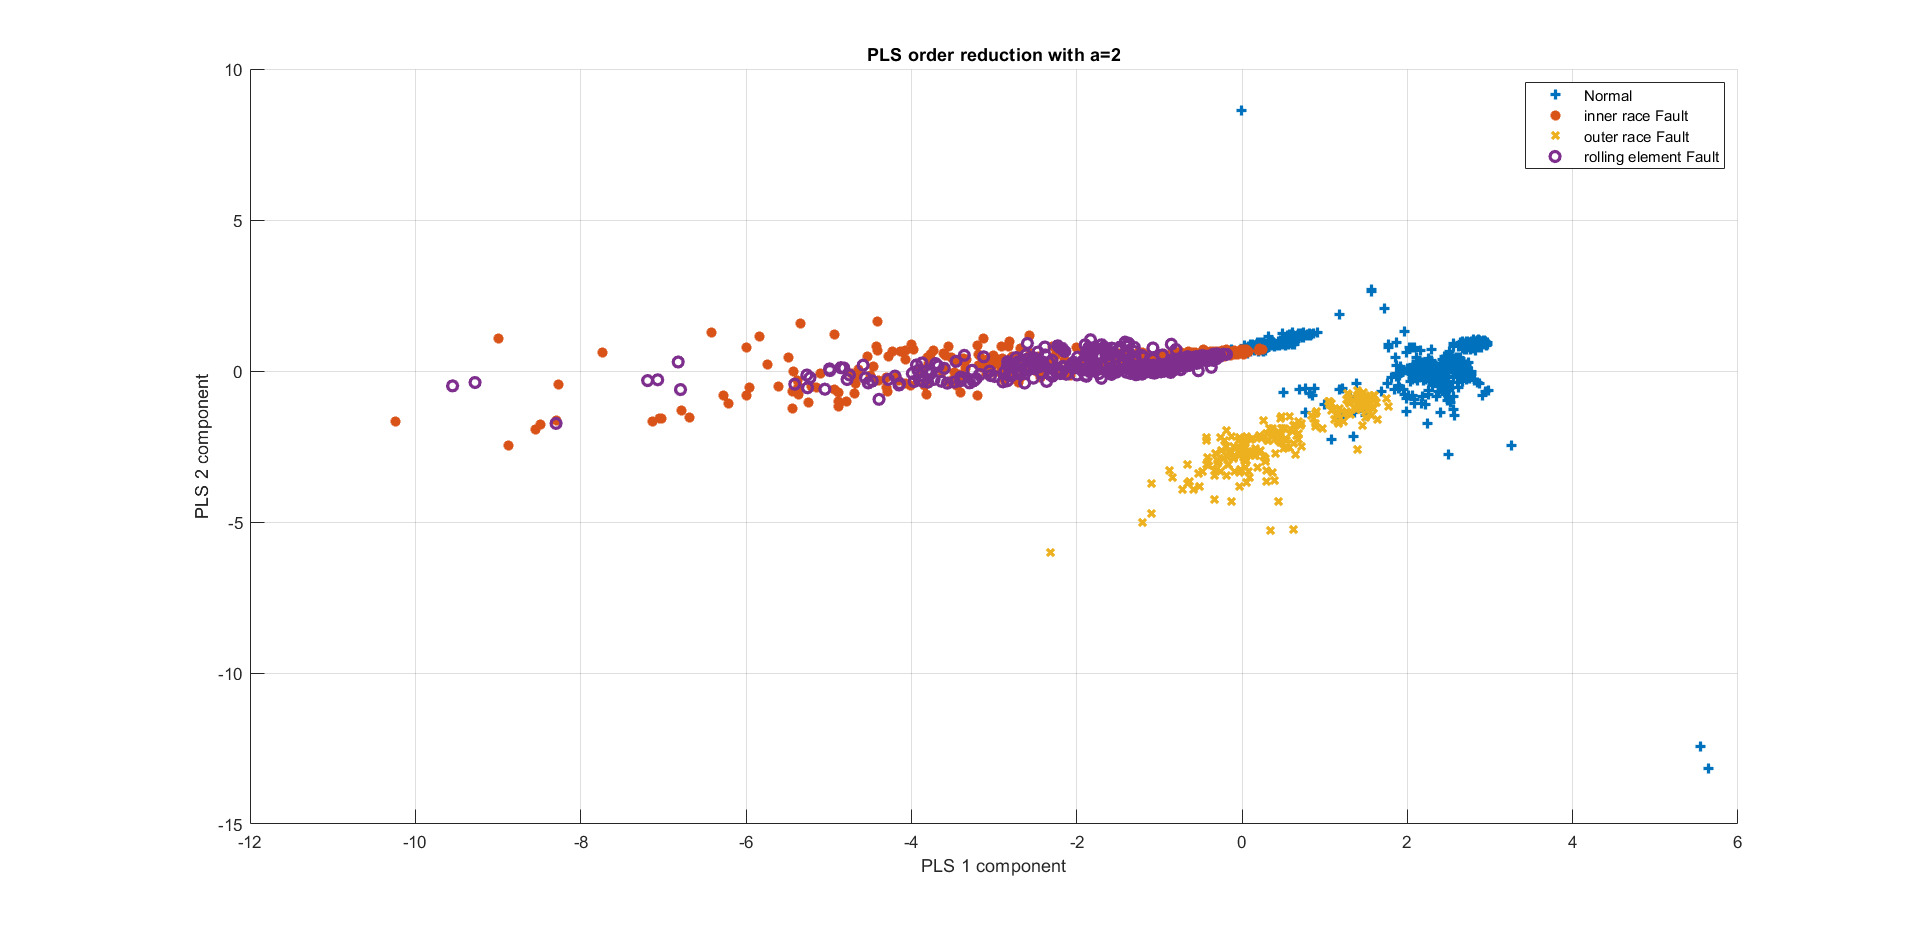 PLS order reduction with a=2
10
5
0
-5
-10
-15
PLS 2 component
Normal
inner race Fault
outer race Fault
rolling element Fault
-12 -10 -8 -6 -4 -2 0 2 4 6
PLS 1 component